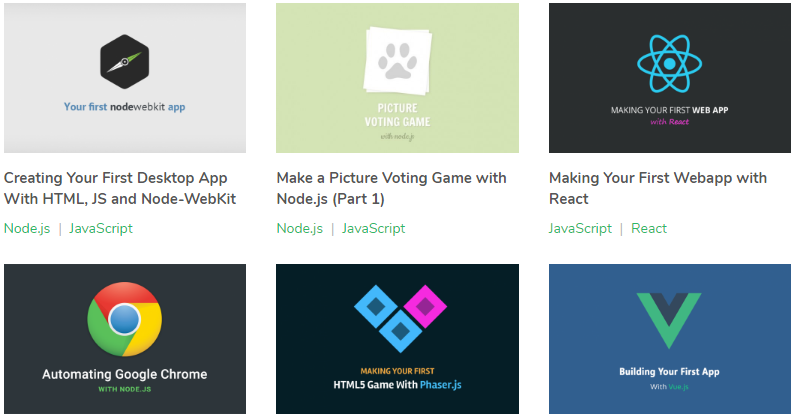 Your first nodewebkit app
PICTURE
VOTING GAME
with node.js
MAKING YOUR FIRST WEB APP
with React
Creating Your First Desktop App
With HTML, JS and Node-WebKit
Make a Picture Voting Game with
Node.js (Part 1)
Making Your First Webapp with
React
Node.js | JavaScript
Node.js | JavaScript
JavaScript | React
Automating Google Chrome
WITH NODE.JS
MAKING YOUR FIRST
HTML5 Game With Phaser.js
Building Your First App
With Vue.js